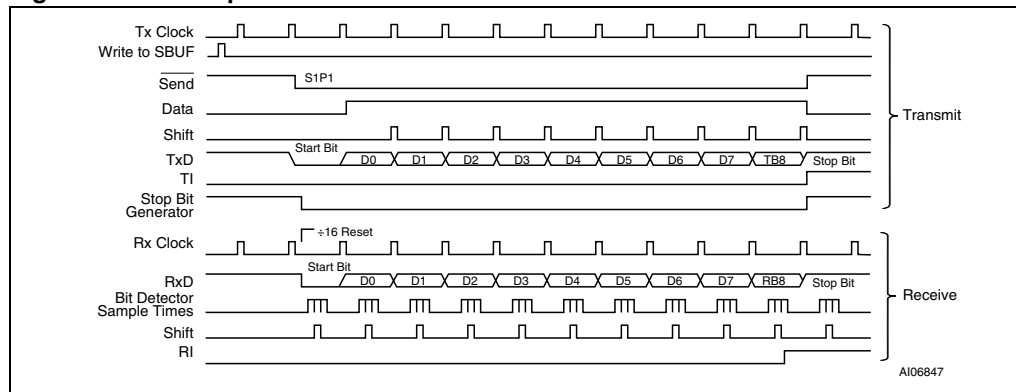 Tx Clock
Write to SBUF
Send
S1P1
Data
Transmit
Shift
Start Bit
TxD
D0 D1 D2 D3 D4 D5 D6 D7 TB8 Stop Bit
TI
Stop Bit
Generator
÷16 Reset
Rx Clock
Start Bit
RxD
D0 D1 D2 D3 D4 D5 D6 D7 RB8 Stop Bit
Bit Detector
Sample Times
Receive
Shift
RI
AI06847